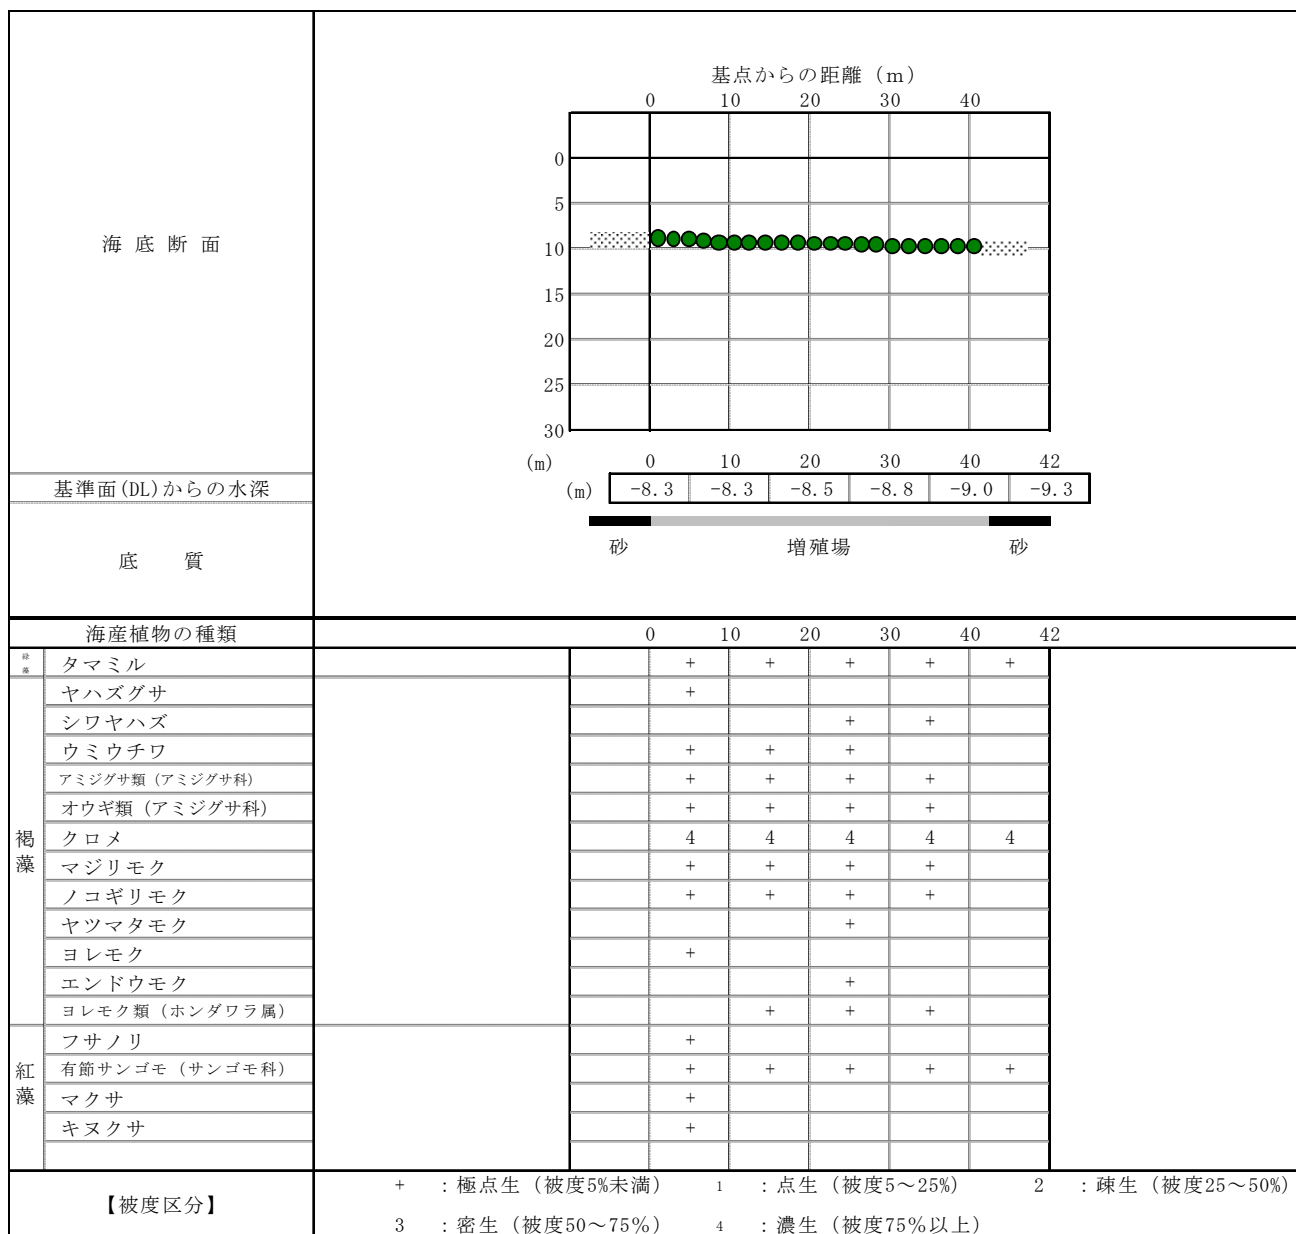 基点からの距離（m）
0 10 20 30 40
海 底 断 面
0
5
10
15
20
25
30
(m) 0 10 20 30 40 42
基準面(DL)からの水深 (m) -8.3 -8.3 -8.5 -8.8 -9.0 -9.3
底　質 砂 増殖場 砂
海産植物の種類 0 10 20 30 40 42
緑藻 タマミル + + + + +
褐藻
ヤハズグサ +
シワヤハズ + +
ウミウチワ + + +
アミジグサ類（アミジグサ科） + + + +
オウギ類（アミジグサ科） + + + +
クロメ 4 4 4 4 4
マジリモク + + + +
ノコギリモク + + + +
ヤツマタモク +
ヨレモク +
エンドウモク +
ヨレモク類（ホンダワラ属） + + +
紅藻
フサノリ +
有節サンゴモ（サンゴモ科） + + + + +
マクサ +
キヌクサ +
【被度区分】
+ ：極点生（被度5%未満） 1 ：点生（被度5～25%） 2 ：疎生（被度25～50%）
3 ：密生（被度50～75%） 4 ：濃生（被度75%以上）